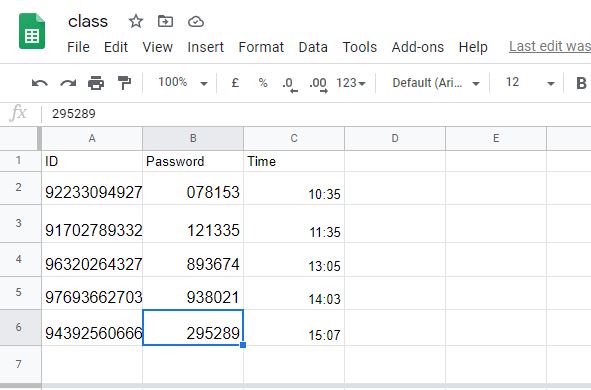 class
File Edit View Insert Format Data Tools Add-ons Help Last edit was
100% £ % .0 .00 123 Default (Ari... 12 B
fx 295289
A B C D E
1 ID Password Time
2 92233094927 078153 10:35
3 91702789332 121335 11:35
4 96320264327 893674 13:05
5 97693662703 938021 14:03
6 94392560666 295289 15:07
7